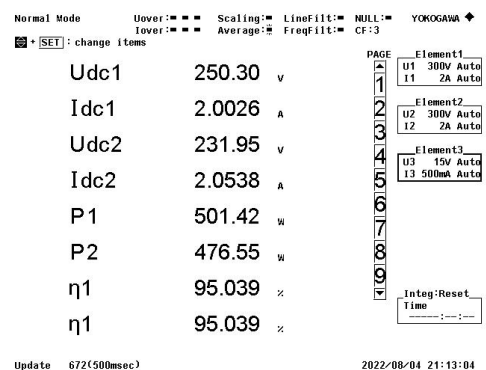 Normal Mode Uover:■ ■ ■ Scaling:■ LineFilt:■ NULL:■ YOKOGAWA ◆
Iover:■ ■ ■ Average:■ FreqFilt:■ CF:3
+ SET : change items
PAGE
1
2
3
4
5
6
7
8
9
Udc1 250.30 V
Idc1 2.0026 A
Udc2 231.95 V
Idc2 2.0538 A
P1 501.42 W
P2 476.55 W
η1 95.039 %
η1 95.039 %
Element1
U1 300V Auto
I1 2A Auto
Element2
U2 300V Auto
I2 2A Auto
Element3
U3 15V Auto
I3 500mA Auto
Integ:Reset
Time
-----:--:--
Update 672(500msec) 2022/08/04 21:13:04